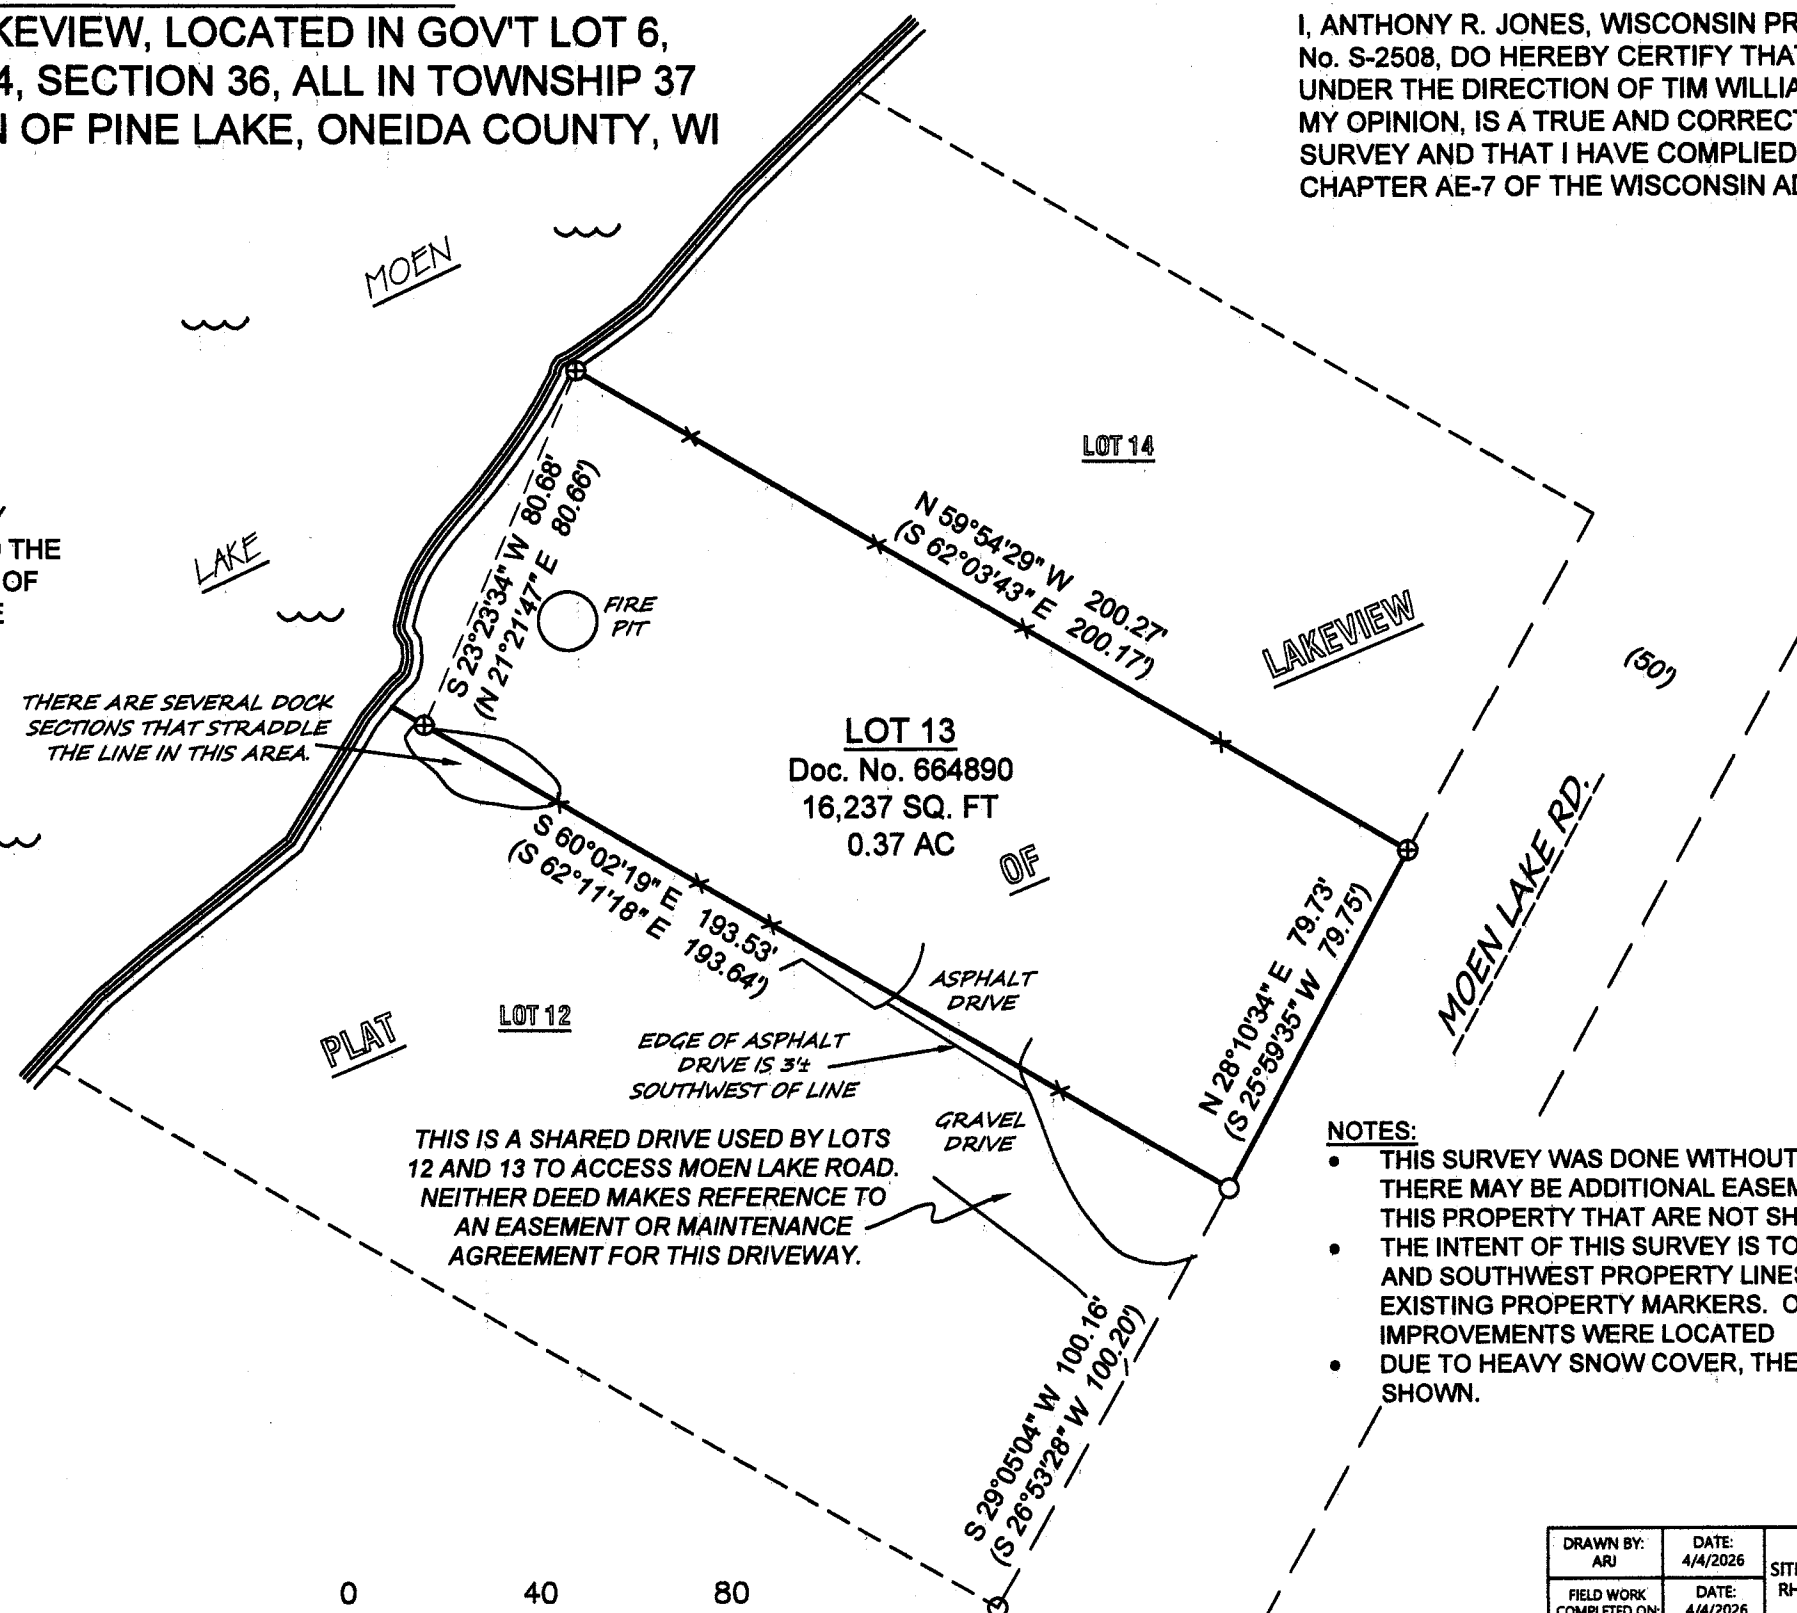 KEVIEW, LOCATED IN GOV'T LOT 6,
4, SECTION 36, ALL IN TOWNSHIP 37
N OF PINE LAKE, ONEIDA COUNTY, WI
I, ANTHONY R. JONES, WISCONSIN PR
No. S-2508, DO HEREBY CERTIFY THAT
UNDER THE DIRECTION OF TIM WILLIA
MY OPINION, IS A TRUE AND CORRECT
SURVEY AND THAT I HAVE COMPLIED
CHAPTER AE-7 OF THE WISCONSIN AD
MOEN
LAKE
THE
OF
E
LOT 14
N 59°54'29" W 200.27'
(S 62°03'43" E 200.17')
S 23°23'34" W 80.68'
(N 21°21'47" E 80.66')
FIRE
PIT
LAKEVIEW
(50')
THERE ARE SEVERAL DOCK
SECTIONS THAT STRADDLE
THE LINE IN THIS AREA.
LOT 13
Doc. No. 664890
16,237 SQ. FT
0.37 AC
OF
MOEN LAKE RD.
S 60°02'19" E 193.53'
(S 62°11'18" E 193.64')
N 28°10'34" E 79.73'
(S 25°59'35" W 79.75')
ASPHALT
DRIVE
LOT 12
PLAT
EDGE OF ASPHALT
DRIVE IS 3'±
SOUTHWEST OF LINE
GRAVEL
DRIVE
THIS IS A SHARED DRIVE USED BY LOTS
12 AND 13 TO ACCESS MOEN LAKE ROAD.
NEITHER DEED MAKES REFERENCE TO
AN EASEMENT OR MAINTENANCE
AGREEMENT FOR THIS DRIVEWAY.
NOTES:
• THIS SURVEY WAS DONE WITHOUT
THERE MAY BE ADDITIONAL EASEM
THIS PROPERTY THAT ARE NOT SH
• THE INTENT OF THIS SURVEY IS TO
AND SOUTHWEST PROPERTY LINES
EXISTING PROPERTY MARKERS. O
IMPROVEMENTS WERE LOCATED
• DUE TO HEAVY SNOW COVER, THE
SHOWN.
S 29°05'04" W 100.16'
(S 26°53'28" W 100.20')
0 40 80
DRAWN BY:
ARJ
DATE:
4/4/2026
SIT
RH
FIELD WORK
COMPLETED ON:
DATE:
4/4/2026